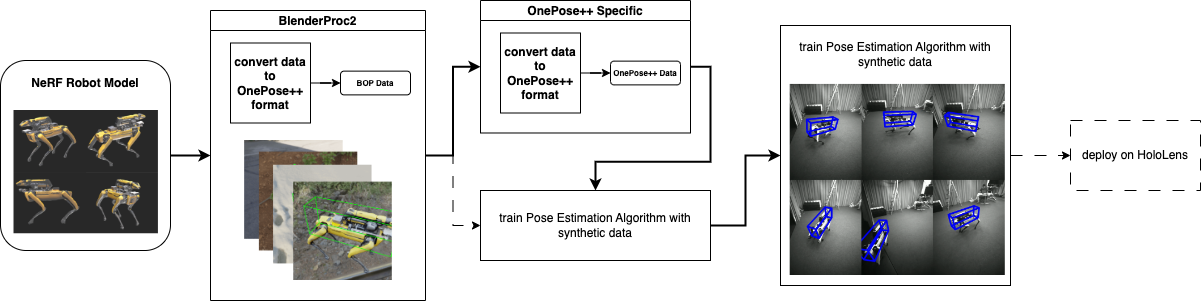 NeRF Robot Model
BlenderProc2
convert data
to
OnePose++
format
BOP Data
OnePose++ Specific
convert data
to
OnePose++
format
OnePose++ Data
train Pose Estimation Algorithm with
synthetic data
train Pose Estimation Algorithm with
synthetic data
deploy on HoloLens